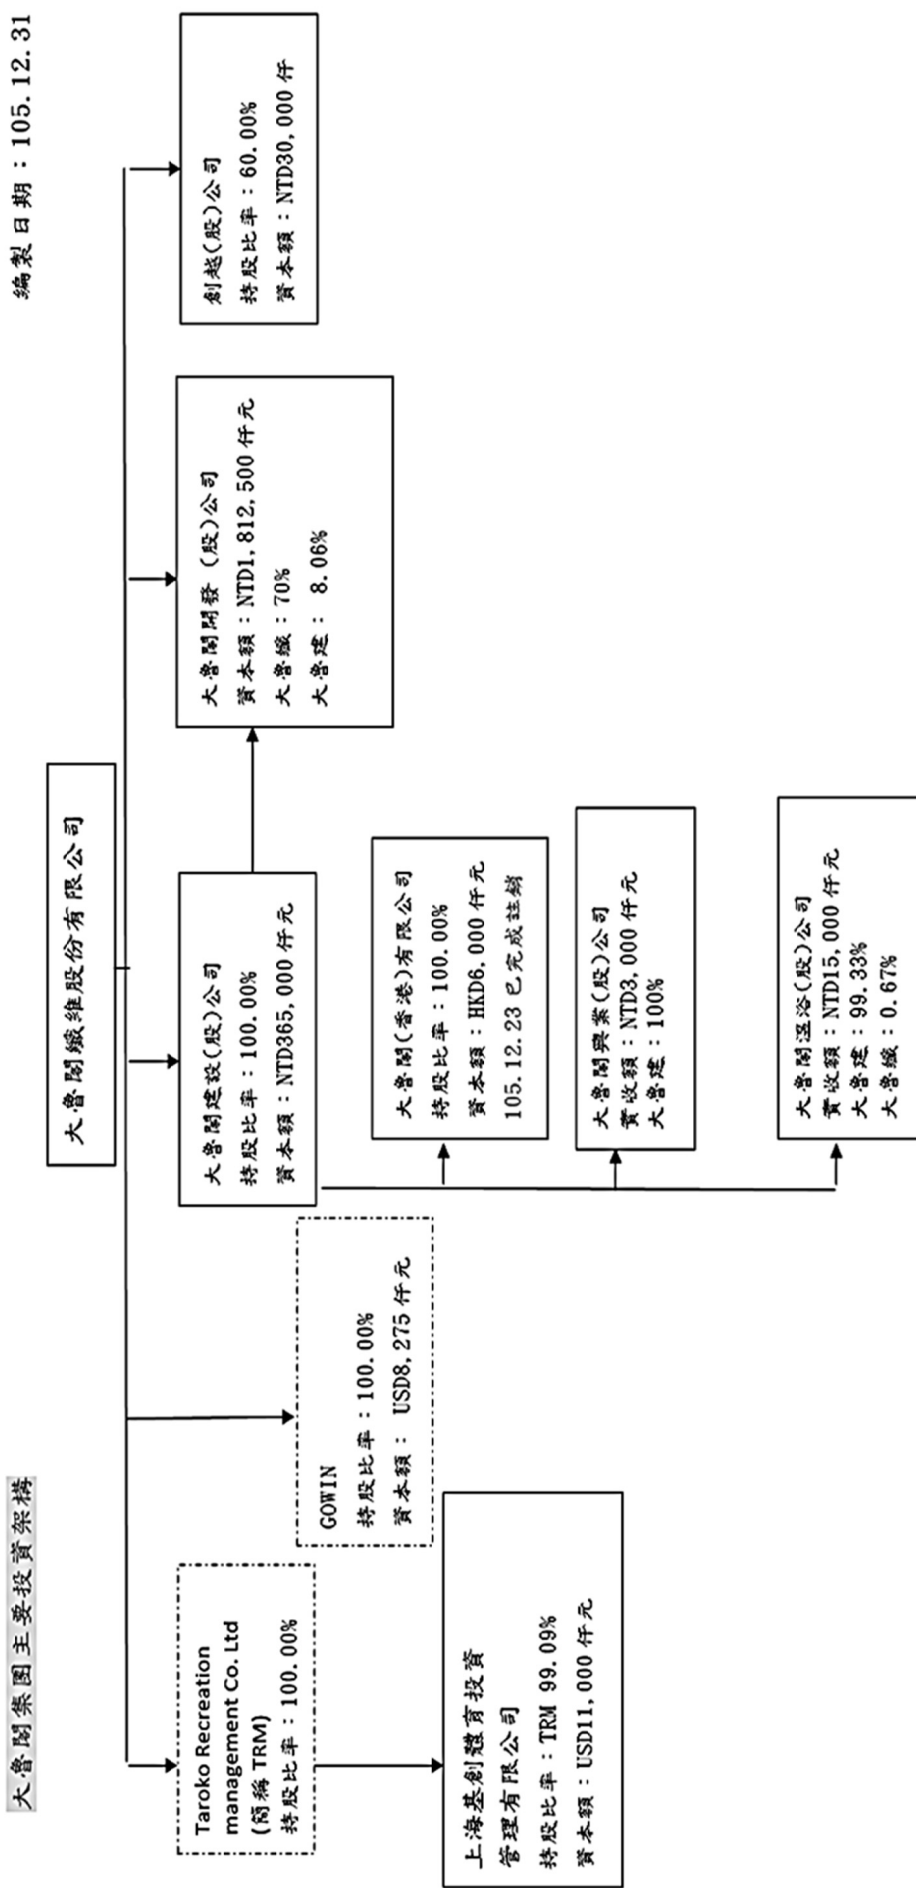 大魯閣集團主要投資架構
編製日期：105.12.31
大魯閣纖維股份有限公司
Taroko Recreation
management Co. Ltd
(簡稱 TRM)
持股比率：100.00%
上海基創體育投資
管理有限公司
持股比率：TRM 99.09%
資本額：USD11,000 仟元
GOWIN
持股比率：100.00%
資本額： USD8,275 仟元
大魯閣建設(股)公司
持股比率：100.00%
資本額：NTD365,000 仟元
大魯閣(香港)有限公司
持股比率：100.00%
資本額：HKD6,000 仟元
105.12.23 已完成註銷
大魯閣興業(股)公司
實收額：NTD3,000 仟元
大魯建：100%
大魯閣溫浴(股)公司
實收額：NTD15,000 仟元
大魯建：99.33%
大魯纖：0.67%
大魯閣開發 (股)公司
資本額：NTD1,812,500 仟元
大魯纖：70%
大魯建： 8.06%
創越(股)公司
持股比率：60.00%
資本額：NTD30,000 仟